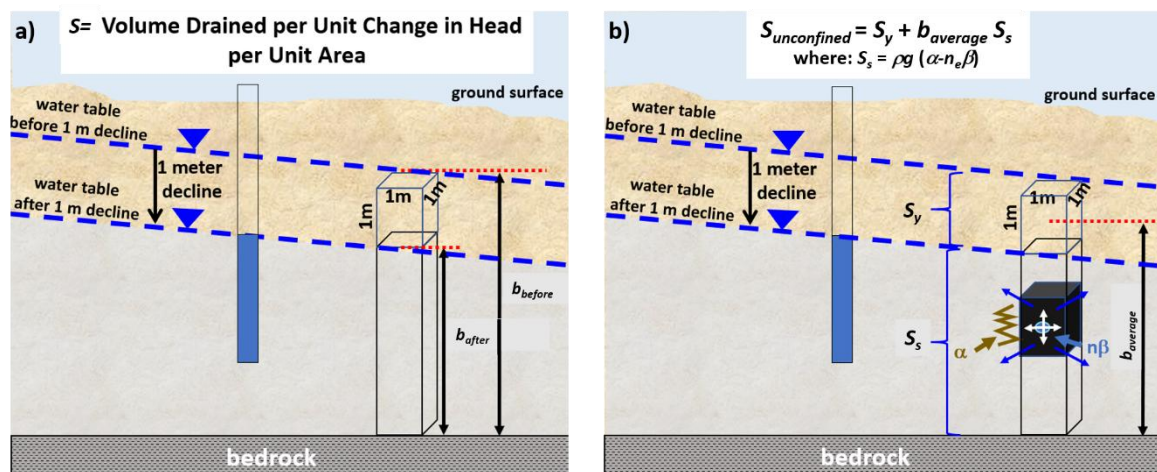 a)
S= Volume Drained per Unit Change in Head
per Unit Area
ground surface
water table
before 1 m decline
1 meter
decline
water table
after 1 m decline
1m
1m
1m
b_before
b_after
bedrock
b)
S_unconfined = S_y + b_average S_s
where: S_s = ρg (α-n_eβ)
ground surface
water table
before 1 m decline
1 meter
decline
water table
after 1 m decline
1m
1m
1m
S_y
S_s
α
nβ
b_average
bedrock